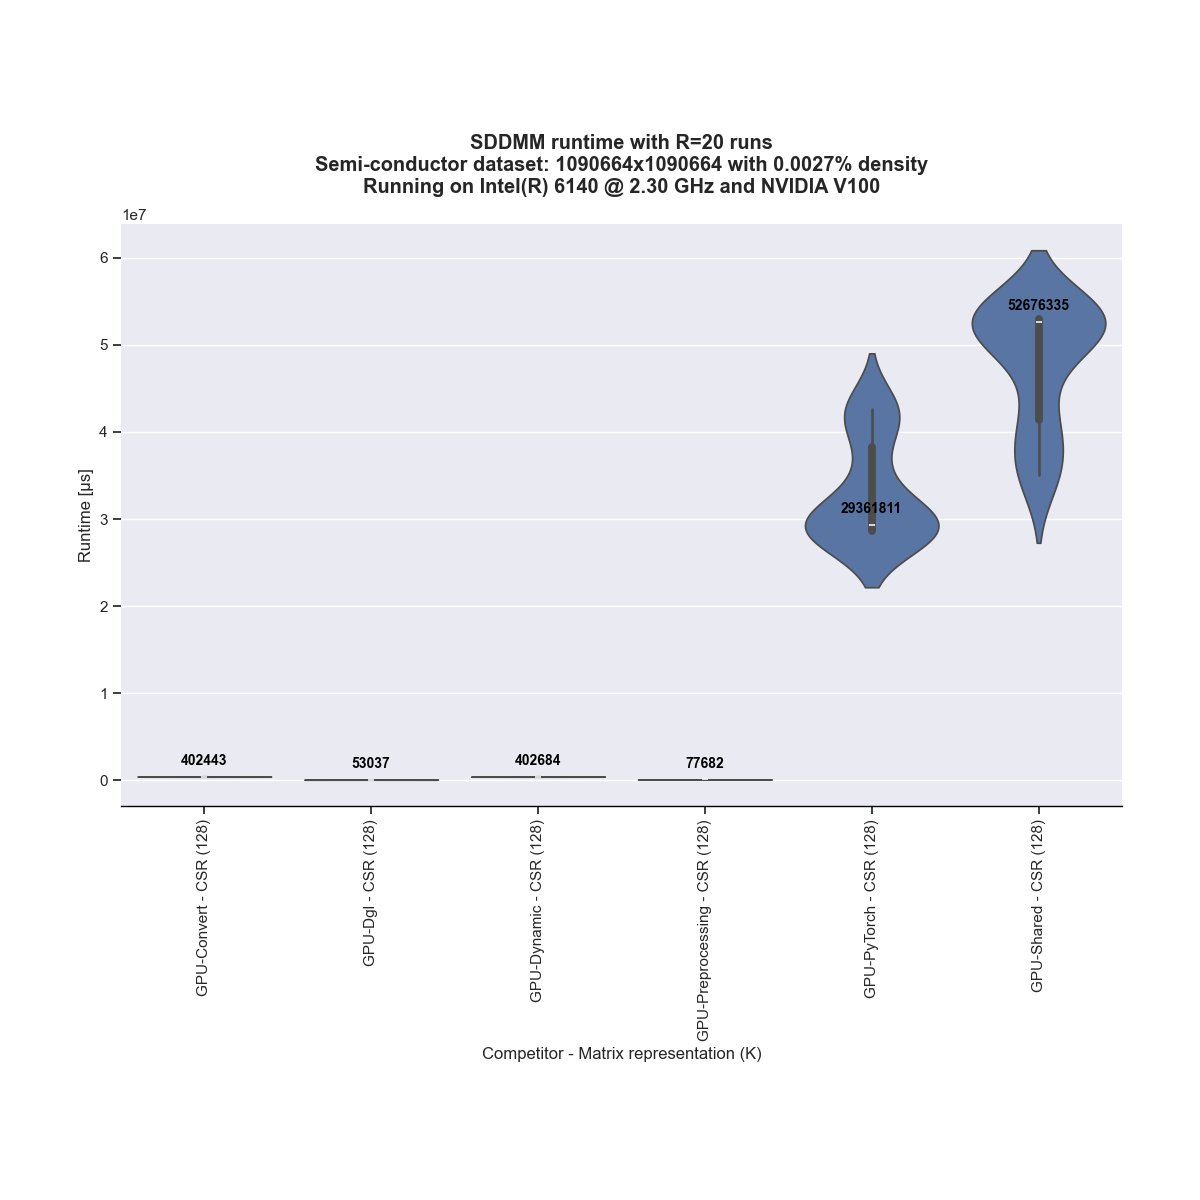 SDDMM runtime with R=20 runs
Semi-conductor dataset: 1090664x1090664 with 0.0027% density
Running on Intel(R) 6140 @ 2.30 GHz and NVIDIA V100
1e7
6
5
4
3
2
1
0
Runtime [μs]
402443
53037
402684
77682
29361811
52676335
GPU-Convert - CSR (128)
GPU-Dgl - CSR (128)
GPU-Dynamic - CSR (128)
GPU-Preprocessing - CSR (128)
GPU-PyTorch - CSR (128)
GPU-Shared - CSR (128)
Competitor - Matrix representation (K)